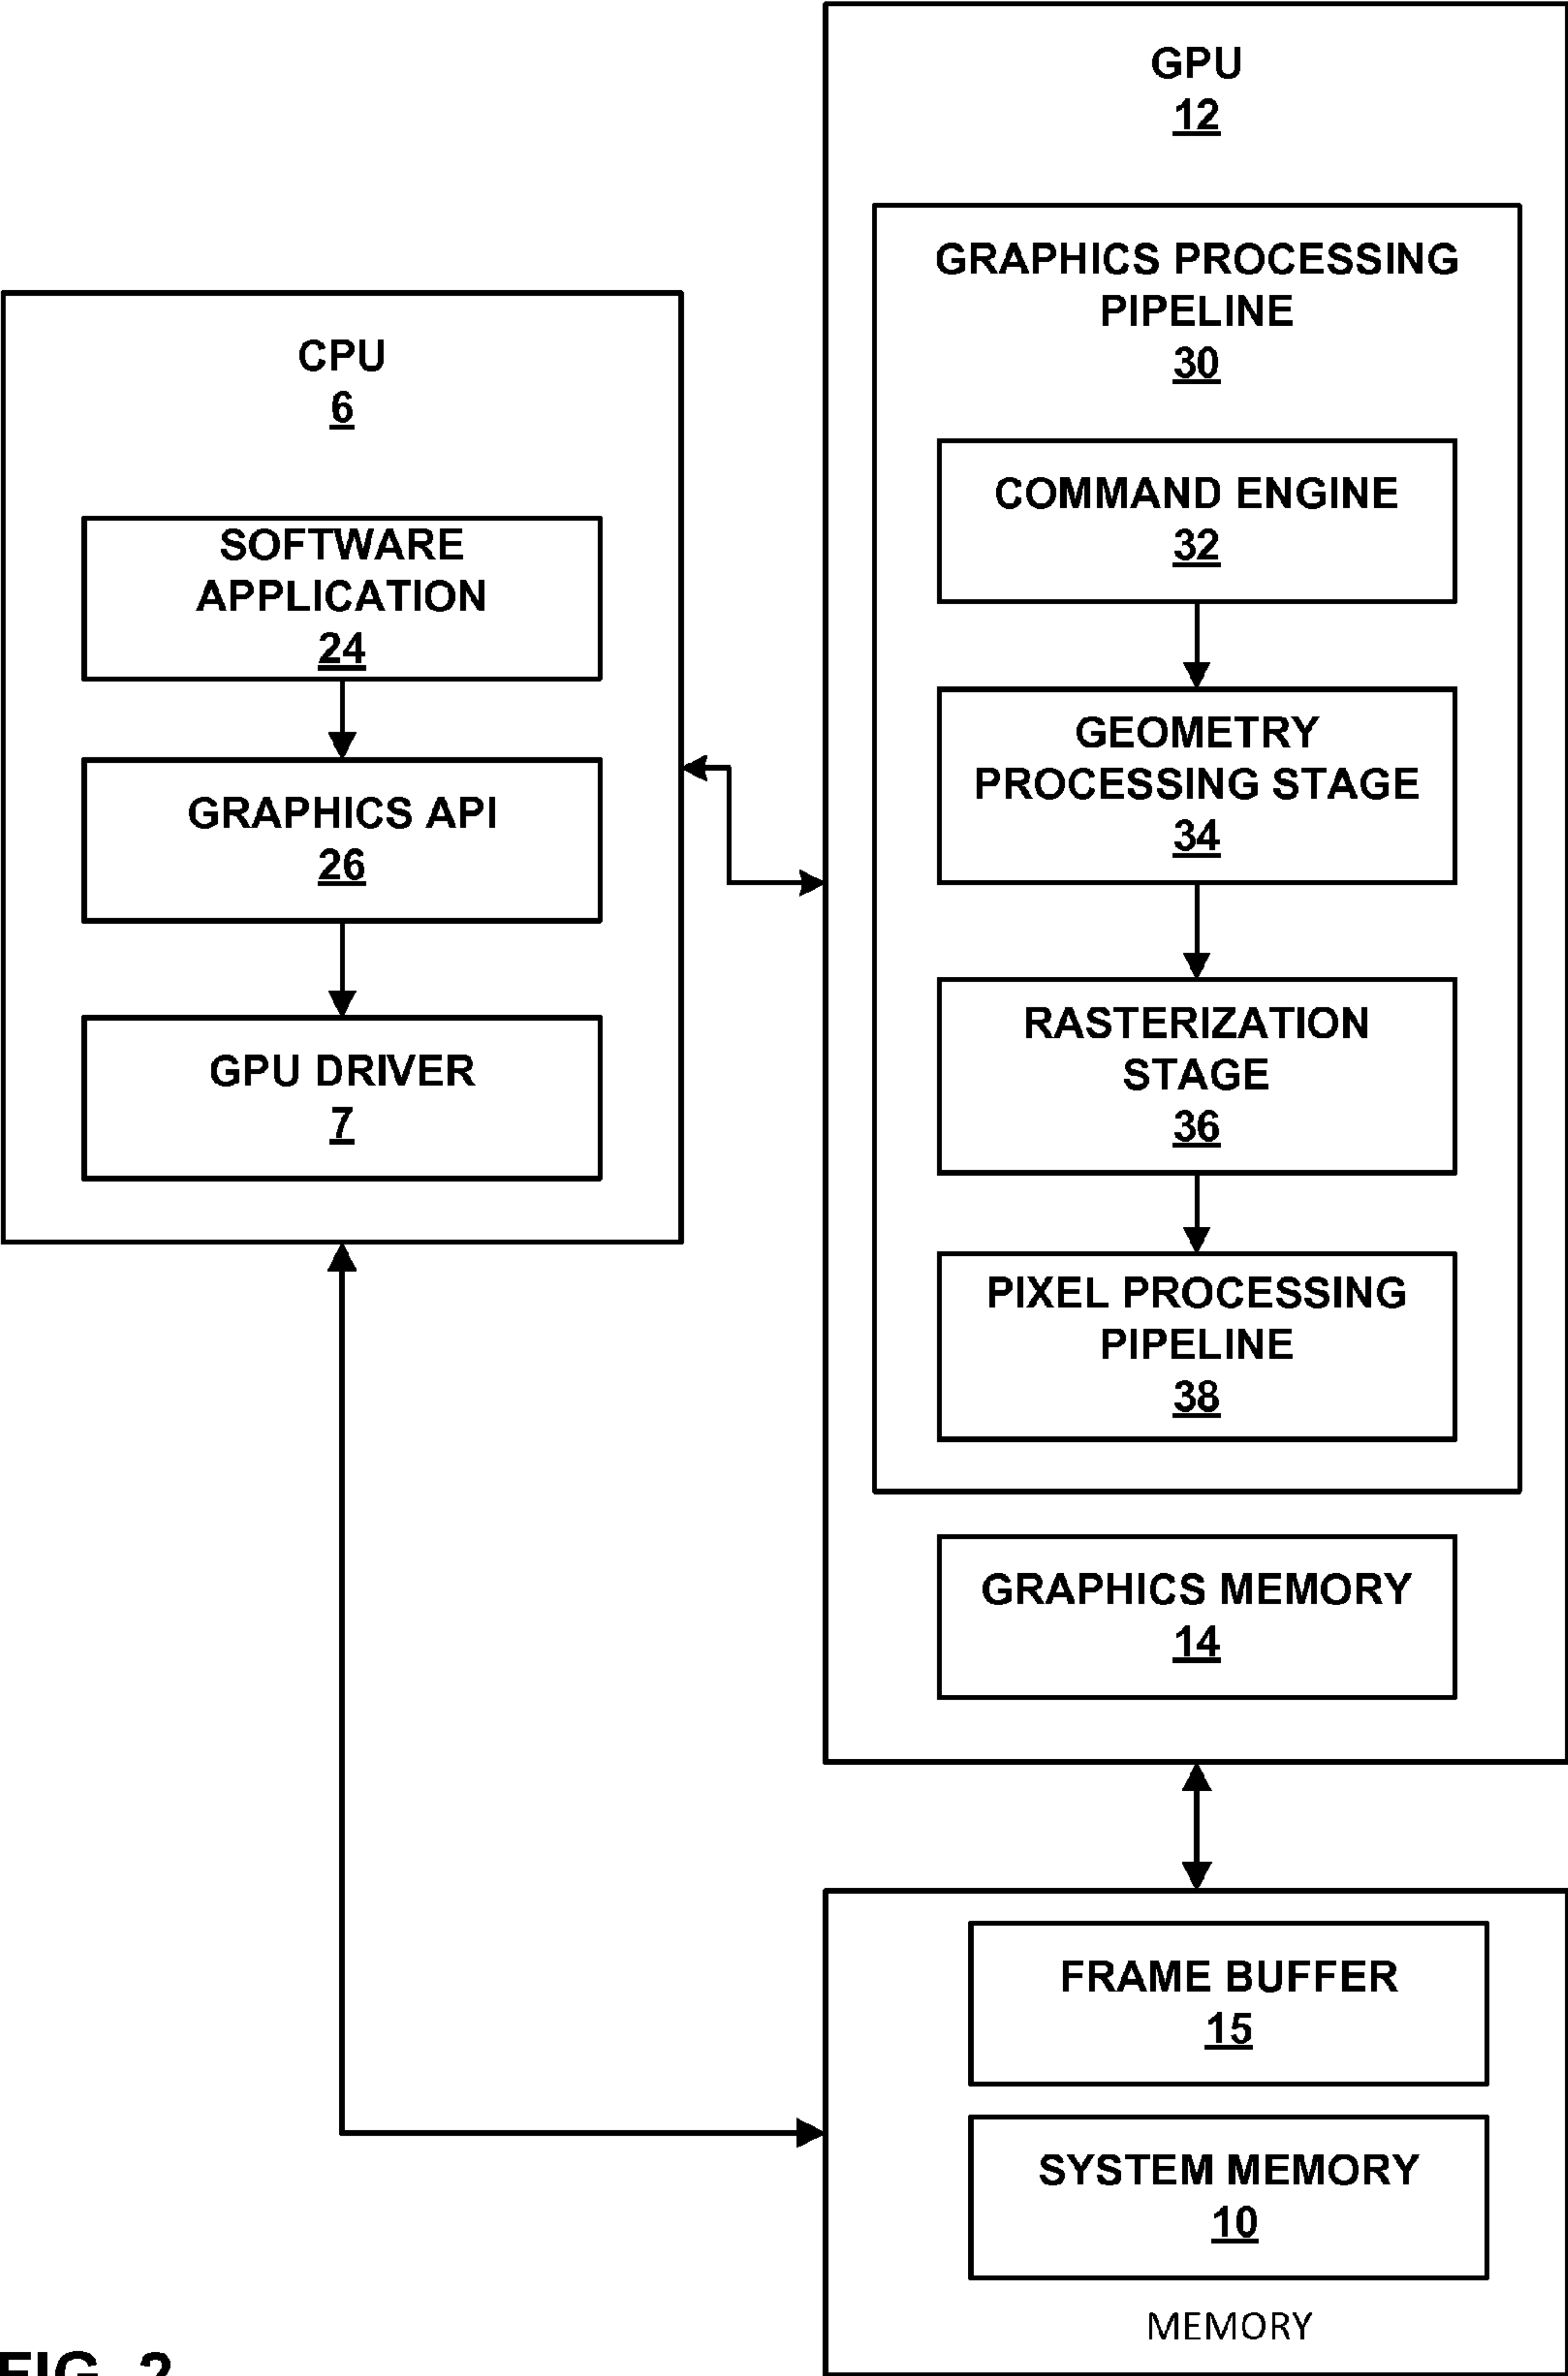 GPU
12
GRAPHICS PROCESSING
PIPELINE
30
CPU
6
COMMAND ENGINE
32
SOFTWARE
APPLICATION
24
GEOMETRY
PROCESSING STAGE
34
GRAPHICS API
26
RASTERIZATION
STAGE
36
GPU DRIVER
7
PIXEL PROCESSING
PIPELINE
38
GRAPHICS MEMORY
14
FRAME BUFFER
15
SYSTEM MEMORY
10
MEMORY
FIG. 2